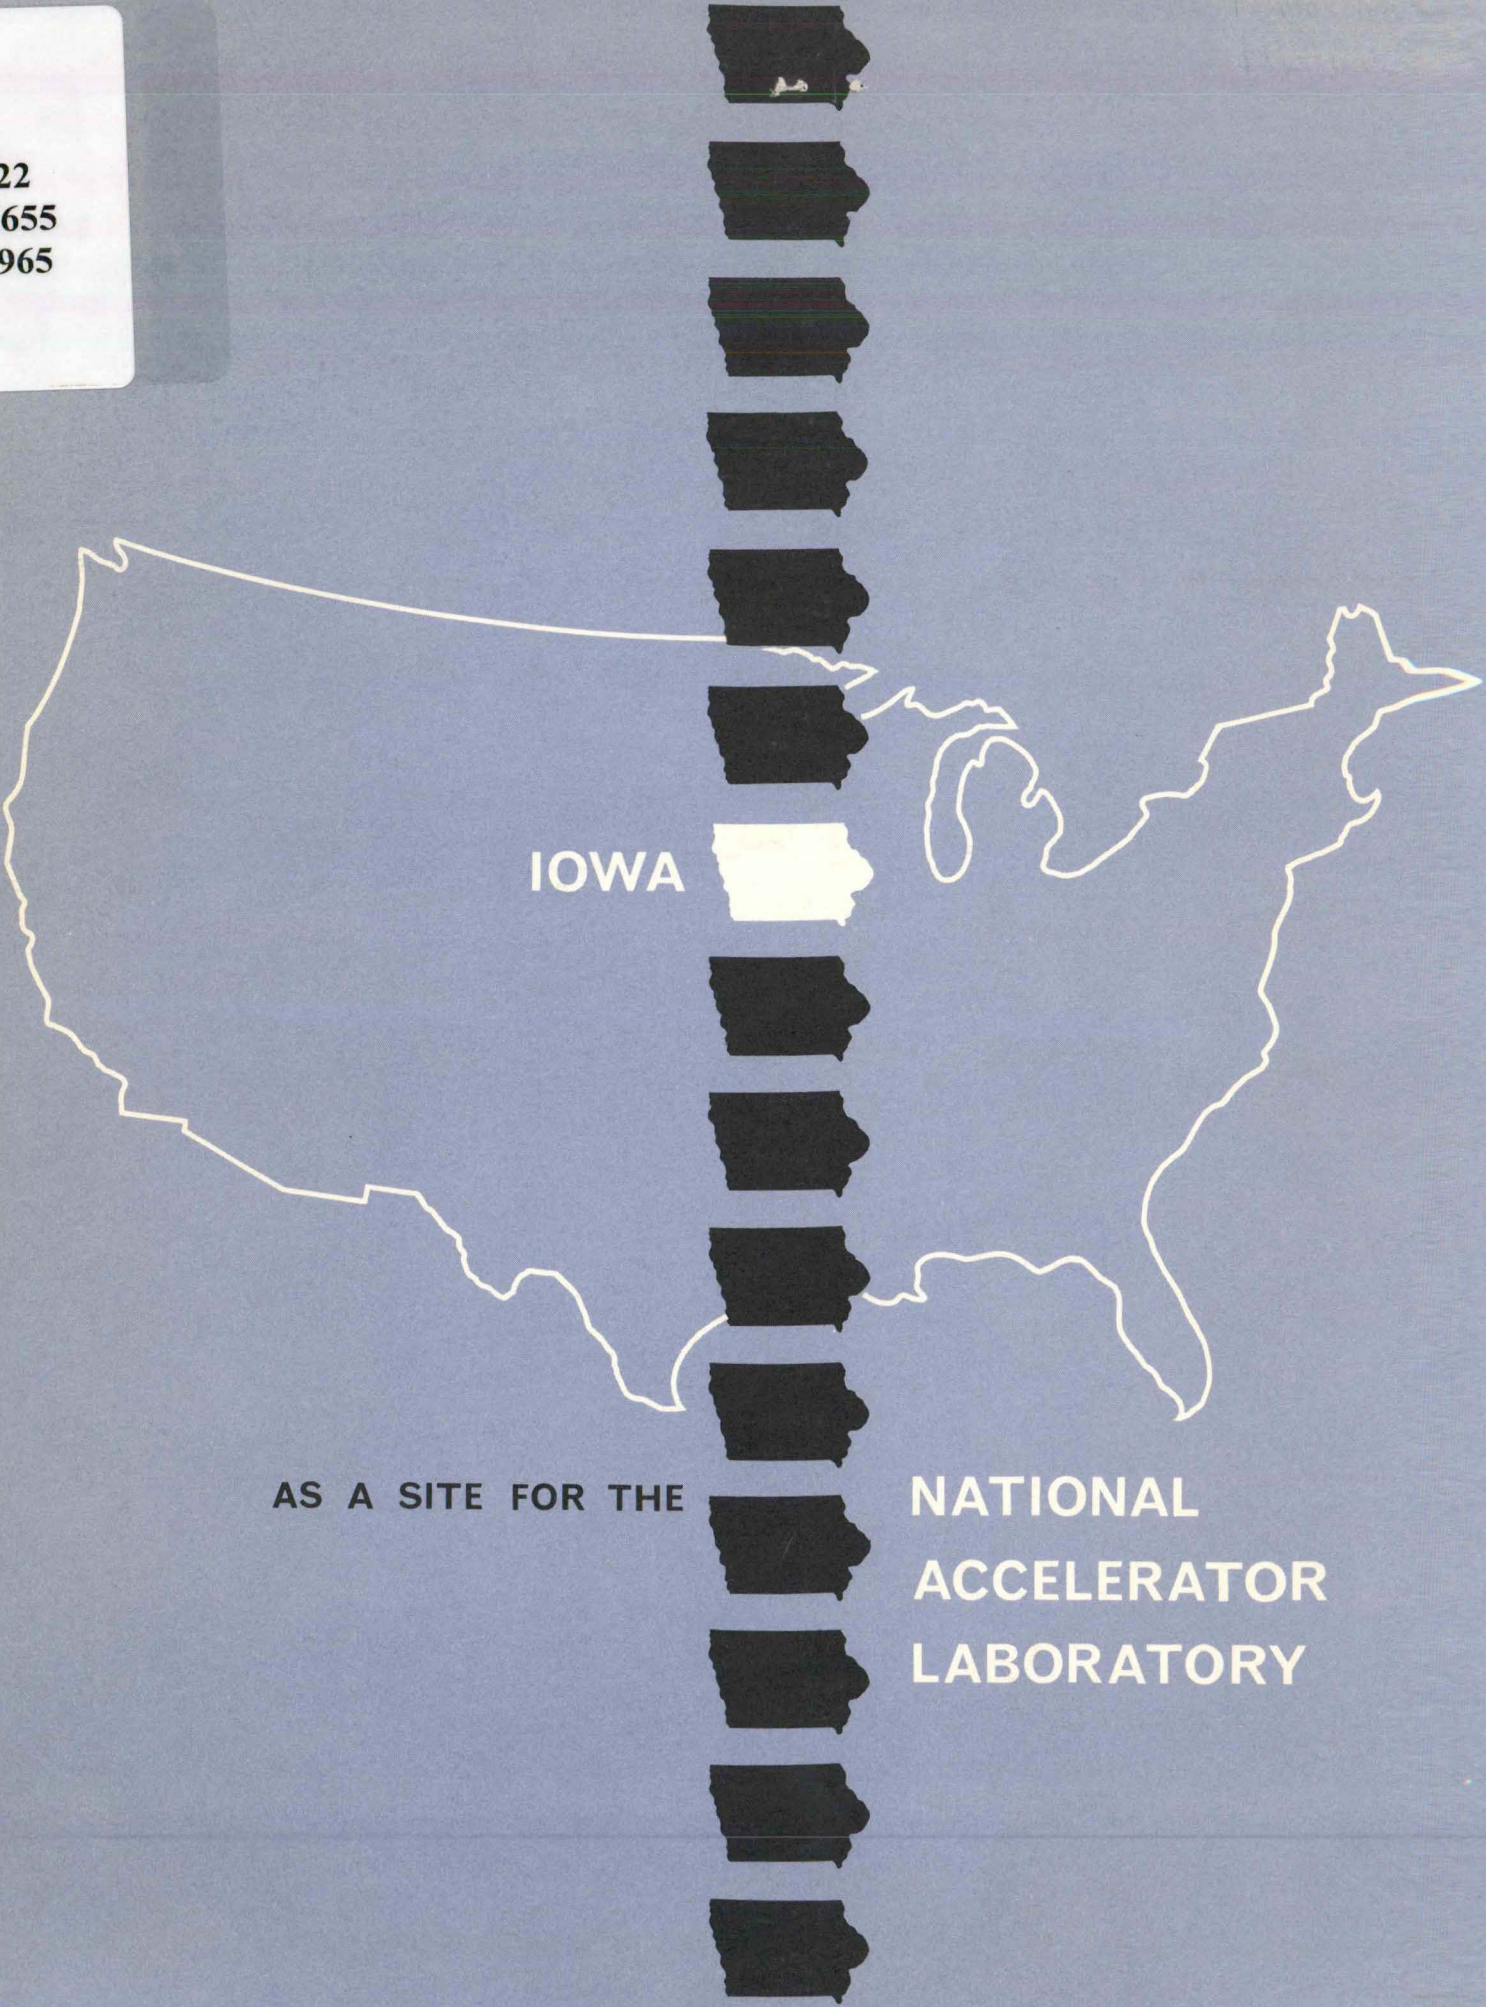 22
655
965
IOWA
AS A SITE FOR THE
NATIONAL
ACCELERATOR
LABORATORY